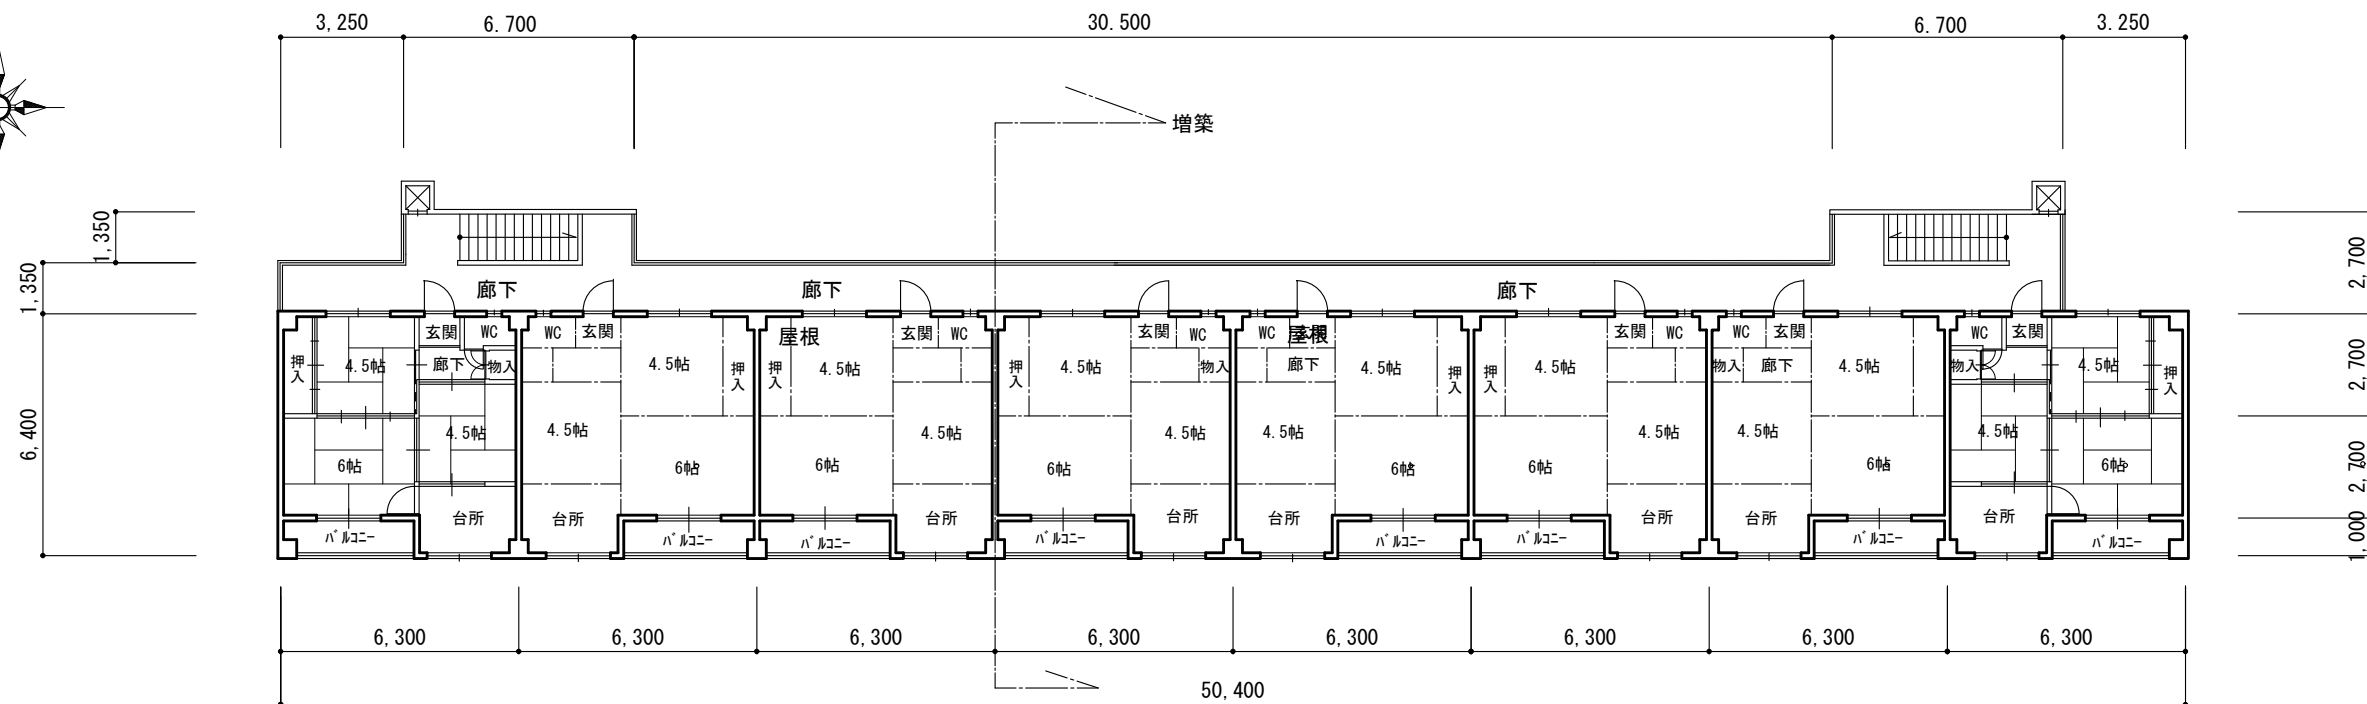 3,250
6.700
30.500
6.700
3.250
増築
1,350
1,350
6,400
2,700
2,700
2,700
1,000
廊下
廊下
廊下
玄関
WC
WC
玄関
屋根
玄関
WC
玄関
WC
WC
玄関
屋根
玄関
WC
WC
玄関
WC
玄関
押入
4.5帖
廊下
物入
4.5帖
押入
押入
4.5帖
押入
4.5帖
物入
廊下
4.5帖
押入
押入
4.5帖
物入
廊下
4.5帖
物入
4.5帖
押入
6帖
4.5帖
4.5帖
6帖
6帖
4.5帖
6帖
4.5帖
4.5帖
6帖
6帖
4.5帖
4.5帖
6帖
4.5帖
6帖
バルコニー
台所
台所
バルコニー
バルコニー
台所
バルコニー
台所
台所
バルコニー
バルコニー
台所
台所
バルコニー
台所
バルコニー
6,300
6,300
6,300
6,300
6,300
6,300
6,300
6,300
50,400